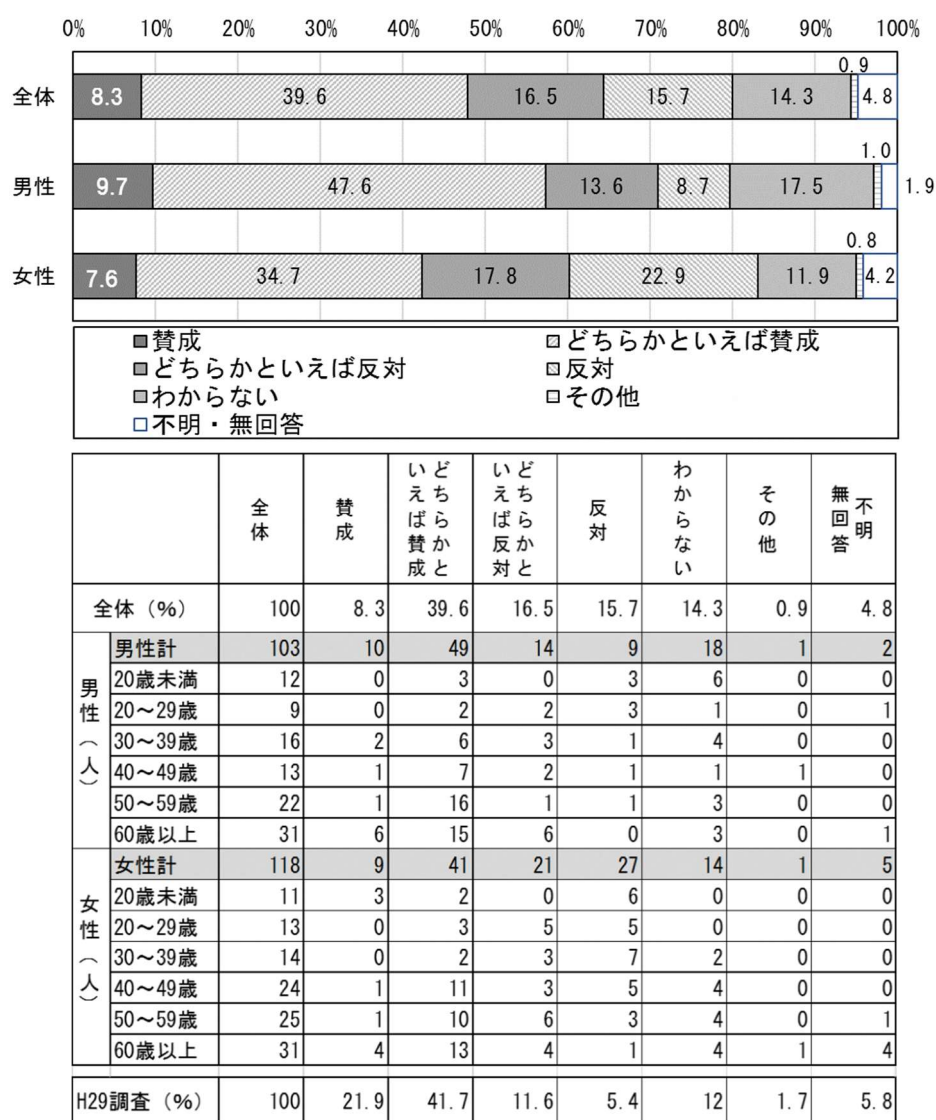 0% 10% 20% 30% 40% 50% 60% 70% 80% 90% 100%
0.9
全体 8.3 39.6 16.5 15.7 14.3 4.8
1.0
男性 9.7 47.6 13.6 8.7 17.5 1.9
0.8
女性 7.6 34.7 17.8 22.9 11.9 4.2
賛成 どちらかといえば賛成
どちらかといえば反対 反対
わからない その他
不明・無回答
全体 賛成 どちらかといえば賛成 どちらかといえば反対 反対 わからない その他 不明無回答
全体（%） 100 8.3 39.6 16.5 15.7 14.3 0.9 4.8
男性（人）
男性計 103 10 49 14 9 18 1 2
20歳未満 12 0 3 0 3 6 0 0
20～29歳 9 0 2 2 3 1 0 1
30～39歳 16 2 6 3 1 4 0 0
40～49歳 13 1 7 2 1 1 1 0
50～59歳 22 1 16 1 1 3 0 0
60歳以上 31 6 15 6 0 3 0 1
女性（人）
女性計 118 9 41 21 27 14 1 5
20歳未満 11 3 2 0 6 0 0 0
20～29歳 13 0 3 5 5 0 0 0
30～39歳 14 0 2 3 7 2 0 0
40～49歳 24 1 11 3 5 4 0 0
50～59歳 25 1 10 6 3 4 0 1
60歳以上 31 4 13 4 1 4 1 4
H29調査（%） 100 21.9 41.7 11.6 5.4 12 1.7 5.8